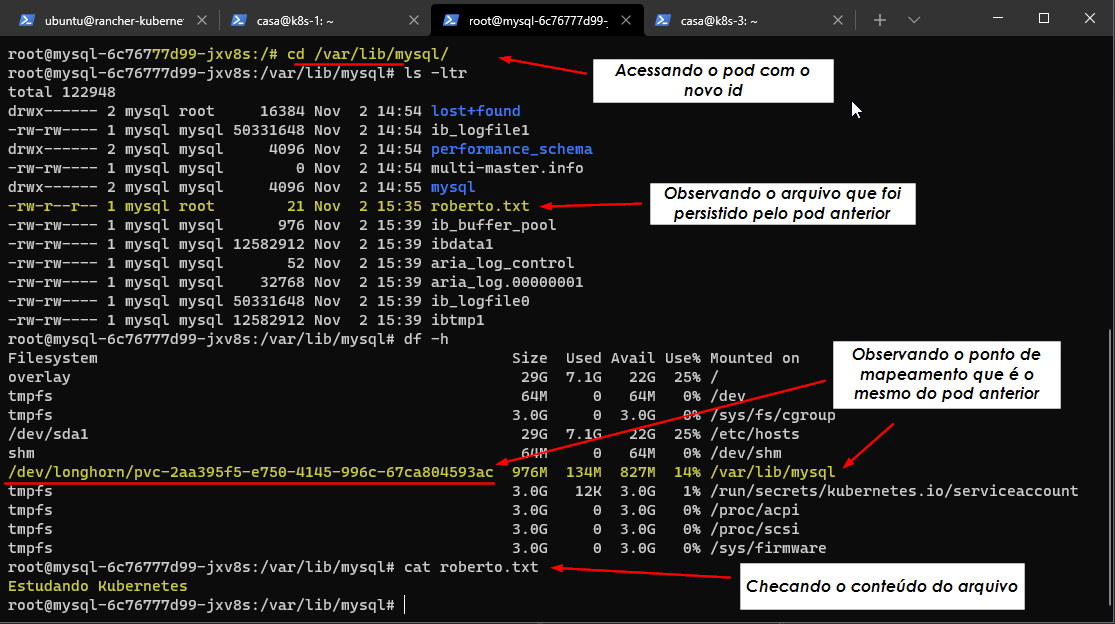 ubuntu@rancher-kubernet
casa@k8s-1: ~
root@mysql-6c76777d99-
casa@k8s-3: ~
root@mysql-6c76777d99-jxv8s:/# cd /var/lib/mysql/
root@mysql-6c76777d99-jxv8s:/var/lib/mysql# ls -ltr
Acessando o pod com o
novo id
total 122948
drwx------ 2 mysql root 16384 Nov 2 14:54 lost+found
-rw-rw---- 1 mysql mysql 50331648 Nov 2 14:54 ib_logfile1
drwx------ 2 mysql mysql 4096 Nov 2 14:54 performance_schema
-rw-rw---- 1 mysql mysql 0 Nov 2 14:54 multi-master.info
drwx------ 2 mysql mysql 4096 Nov 2 14:55 mysql
-rw-r--r-- 1 mysql root 21 Nov 2 15:35 roberto.txt
Observando o arquivo que foi
persistido pelo pod anterior
-rw-rw---- 1 mysql mysql 976 Nov 2 15:39 ib_buffer_pool
-rw-rw---- 1 mysql mysql 12582912 Nov 2 15:39 ibdata1
-rw-rw---- 1 mysql mysql 52 Nov 2 15:39 aria_log_control
-rw-rw---- 1 mysql mysql 32768 Nov 2 15:39 aria_log.00000001
-rw-rw---- 1 mysql mysql 50331648 Nov 2 15:39 ib_logfile0
-rw-rw---- 1 mysql mysql 12582912 Nov 2 15:39 ibtmp1
root@mysql-6c76777d99-jxv8s:/var/lib/mysql# df -h
Filesystem Size Used Avail Use% Mounted on
overlay 29G 7.1G 22G 25% /
tmpfs 64M 0 64M 0% /dev
tmpfs 3.0G 0 3.0G 0% /sys/fs/cgroup
/dev/sda1 29G 7.1G 22G 25% /etc/hosts
shm 64M 0 64M 0% /dev/shm
Observando o ponto de
mapeamento que é o
mesmo do pod anterior
/dev/longhorn/pvc-2aa395f5-e750-4145-996c-67ca804593ac 976M 134M 827M 14% /var/lib/mysql
tmpfs 3.0G 12K 3.0G 1% /run/secrets/kubernetes.io/serviceaccount
tmpfs 3.0G 0 3.0G 0% /proc/acpi
tmpfs 3.0G 0 3.0G 0% /proc/scsi
tmpfs 3.0G 0 3.0G 0% /sys/firmware
root@mysql-6c76777d99-jxv8s:/var/lib/mysql# cat roberto.txt
Estudando Kubernetes
Checando o conteúdo do arquivo
root@mysql-6c76777d99-jxv8s:/var/lib/mysql#